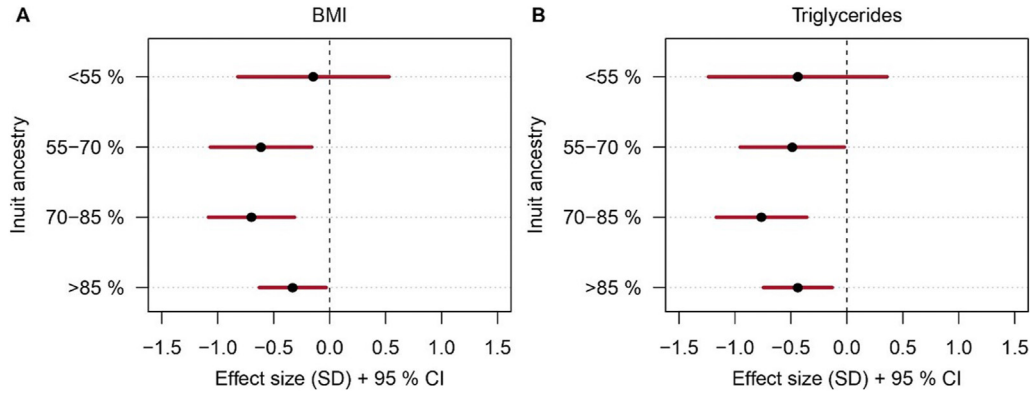 A
BMI
Inuit ancestry
<55 %
55−70 %
70−85 %
>85 %
−1.5 −1.0 −0.5 0.0 0.5 1.0 1.5
Effect size (SD) + 95 % CI
B
Triglycerides
Inuit ancestry
<55 %
55−70 %
70−85 %
>85 %
−1.5 −1.0 −0.5 0.0 0.5 1.0 1.5
Effect size (SD) + 95 % CI